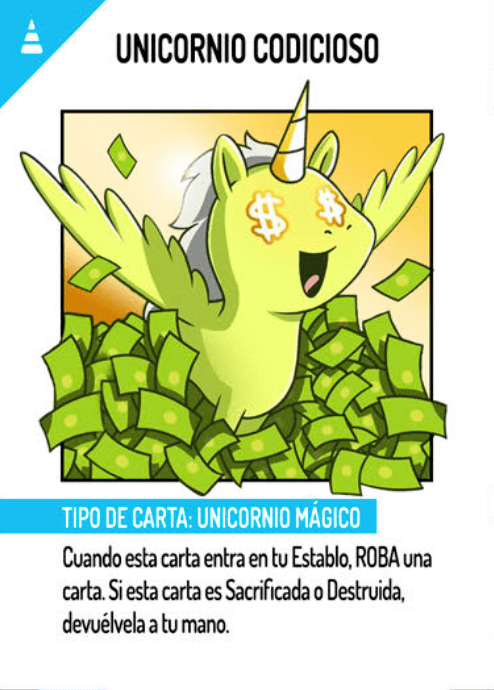 UNICORNIO CODICIOSO
$ $
TIPO DE CARTA: UNICORNIO MÁGICO
Cuando esta carta entra en tu Establo, ROBA una
carta. Si esta carta es Sacrificada o Destruida,
devuélvela a tu mano.